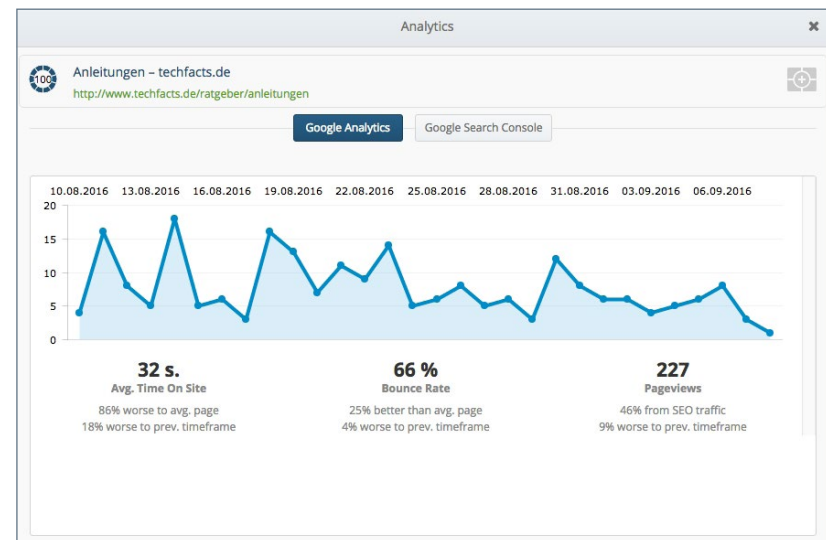 Analytics
100
Anleitungen – techfacts.de
http://www.techfacts.de/ratgeber/anleitungen
Google Analytics
Google Search Console
10.08.2016 13.08.2016 16.08.2016 19.08.2016 22.08.2016 25.08.2016 28.08.2016 31.08.2016 03.09.2016 06.09.2016
20
15
10
5
0
32 s.
Avg. Time On Site
86% worse to avg. page
18% worse to prev. timeframe
66 %
Bounce Rate
25% better than avg. page
4% worse to prev. timeframe
227
Pageviews
46% from SEO traffic
9% worse to prev. timeframe